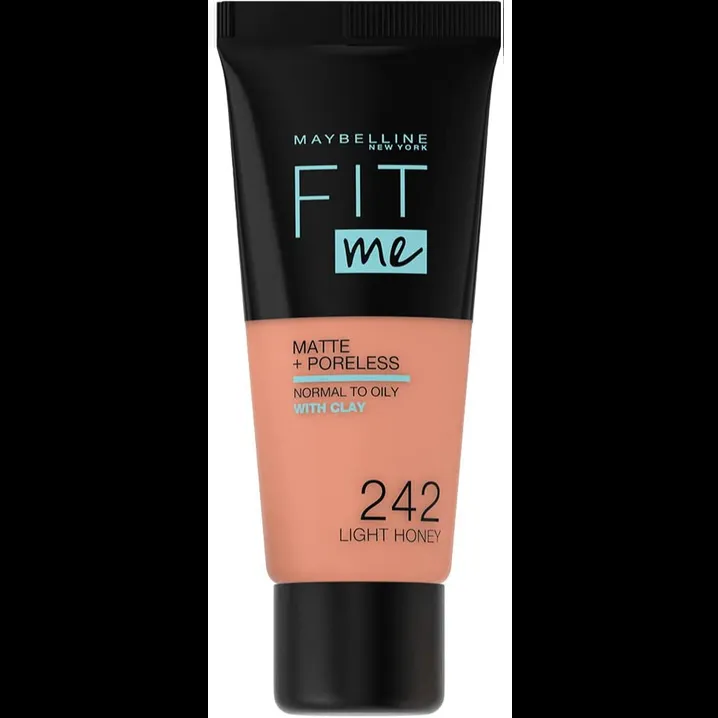 MAYBELLINE
NEW YORK
FIT
me
MATTE
+ PORELESS
NORMAL TO OILY
WITH CLAY
242
LIGHT HONEY